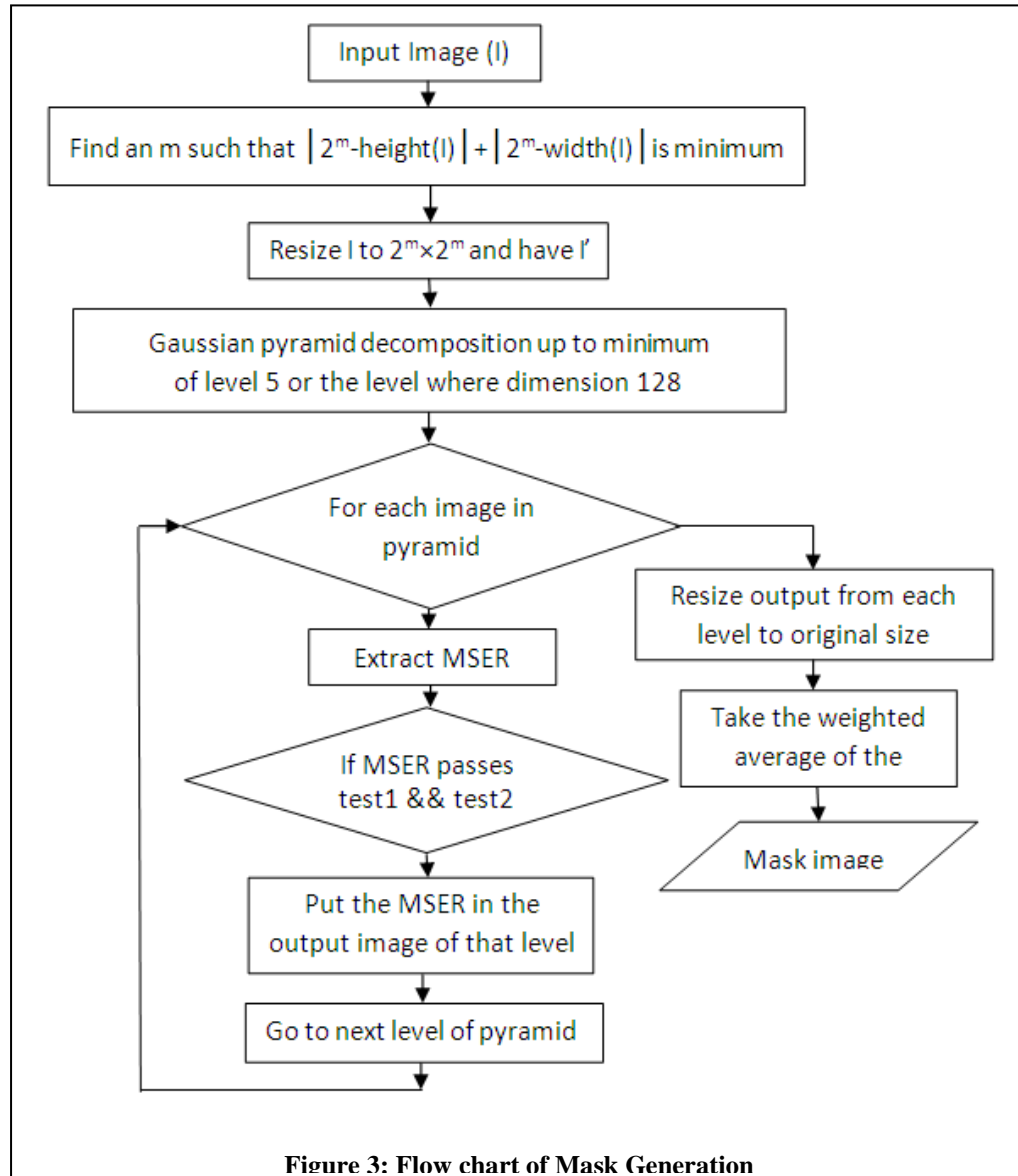 Input Image (I)
Find an m such that |2ᵐ-height(I)| + |2ᵐ-width(I)| is minimum
Resize I to 2ᵐ×2ᵐ and have I'
Gaussian pyramid decomposition up to minimum
of level 5 or the level where dimension 128
For each image in
pyramid
Extract MSER
If MSER passes
test1 && test2
Put the MSER in the
output image of that level
Go to next level of pyramid
Resize output from each
level to original size
Take the weighted
average of the
Mask image
Figure 3: Flow chart of Mask Generation